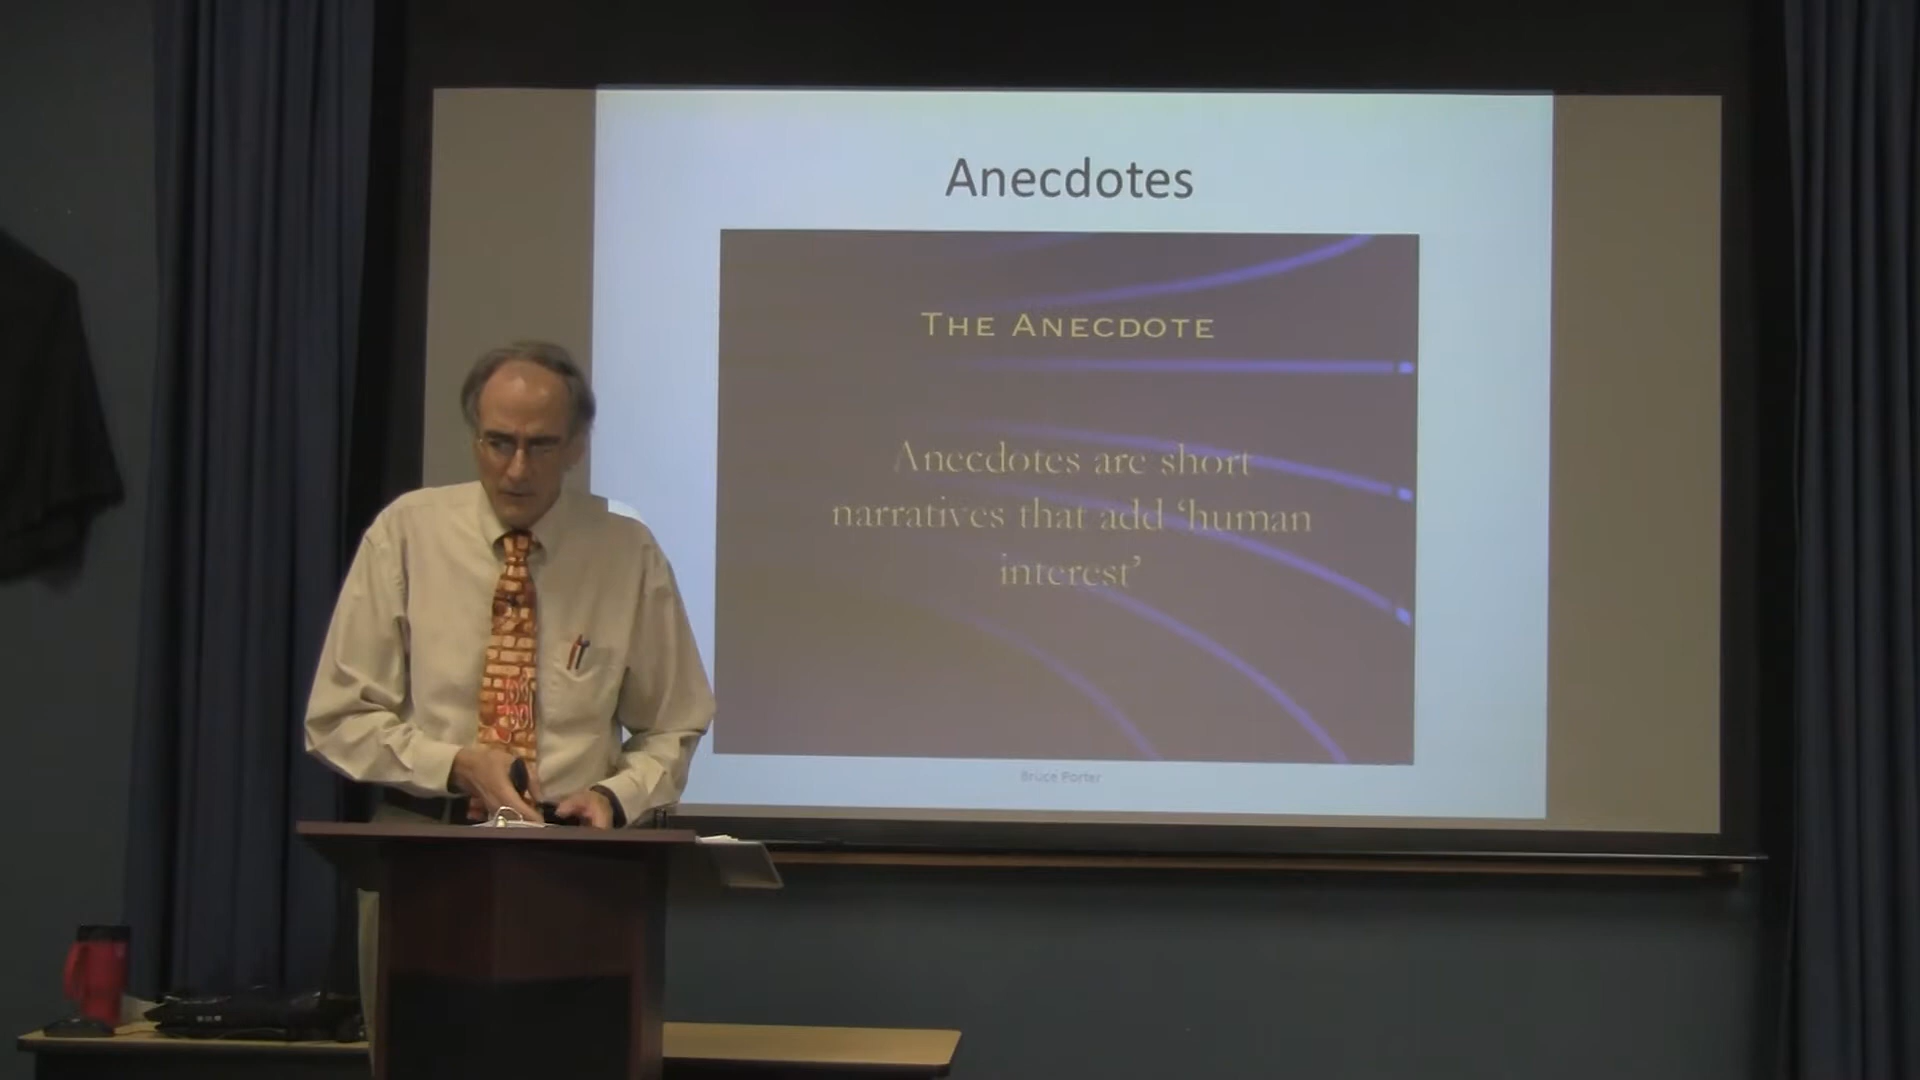 Anecdotes
THE ANECDOTE
Anecdotes are short
narratives that add ‘human
interest’
Bruce Porter